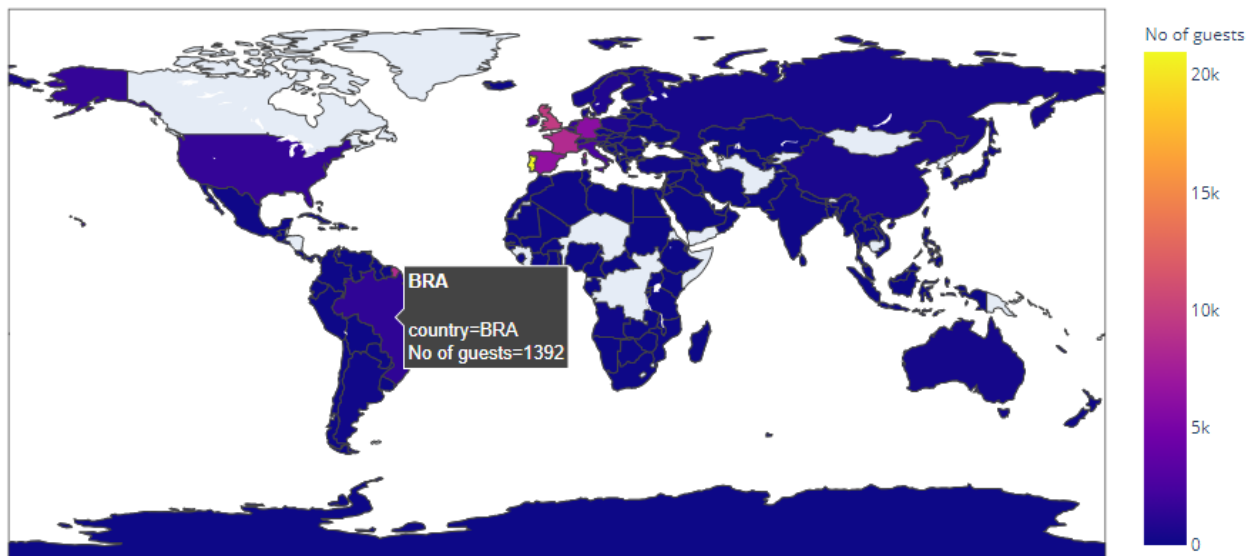 No of guests
20k
15k
10k
5k
0
BRA
country=BRA
No of guests=1392